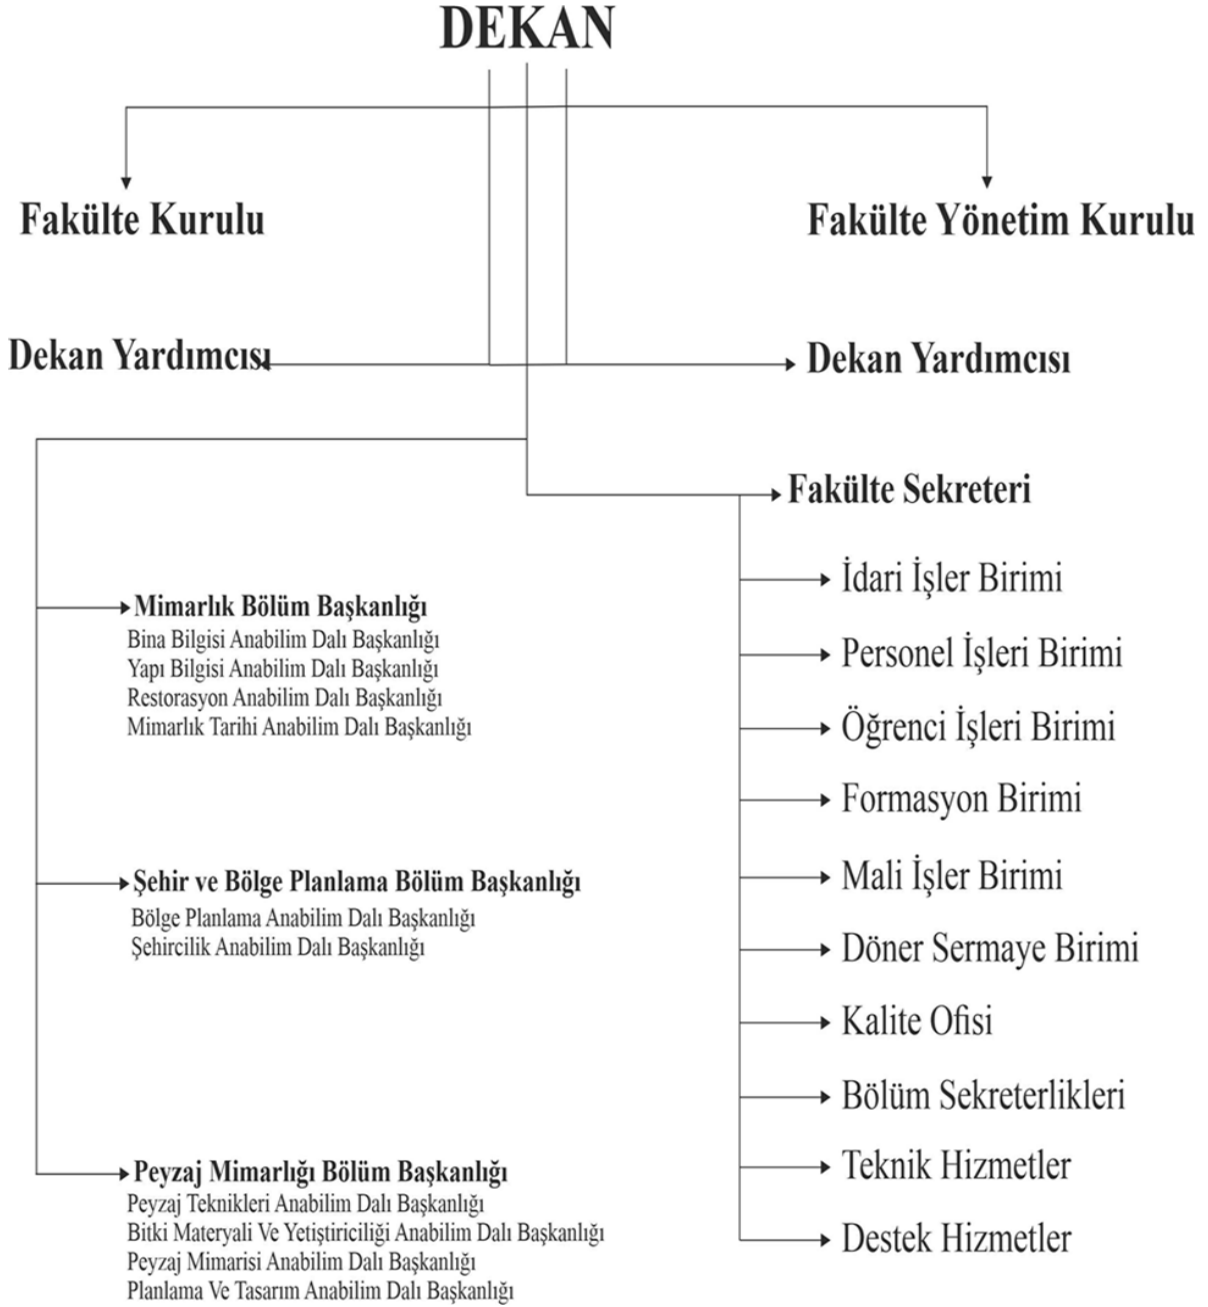 DEKAN
Fakülte Kurulu
Fakülte Yönetim Kurulu
Dekan Yardımcısı
Dekan Yardımcısı
Mimarlık Bölüm Başkanlığı
Bina Bilgisi Anabilim Dalı Başkanlığı
Yapı Bilgisi Anabilim Dalı Başkanlığı
Restorasyon Anabilim Dalı Başkanlığı
Mimarlık Tarihi Anabilim Dalı Başkanlığı
Şehir ve Bölge Planlama Bölüm Başkanlığı
Bölge Planlama Anabilim Dalı Başkanlığı
Şehircilik Anabilim Dalı Başkanlığı
Peyzaj Mimarlığı Bölüm Başkanlığı
Peyzaj Teknikleri Anabilim Dalı Başkanlığı
Bitki Materyali Ve Yetiştiriciliği Anabilim Dalı Başkanlığı
Peyzaj Mimarisi Anabilim Dalı Başkanlığı
Planlama Ve Tasarım Anabilim Dalı Başkanlığı
Fakülte Sekreteri
İdari İşler Birimi
Personel İşleri Birimi
Öğrenci İşleri Birimi
Formasyon Birimi
Mali İşler Birimi
Döner Sermaye Birimi
Kalite Ofisi
Bölüm Sekreterlikleri
Teknik Hizmetler
Destek Hizmetler